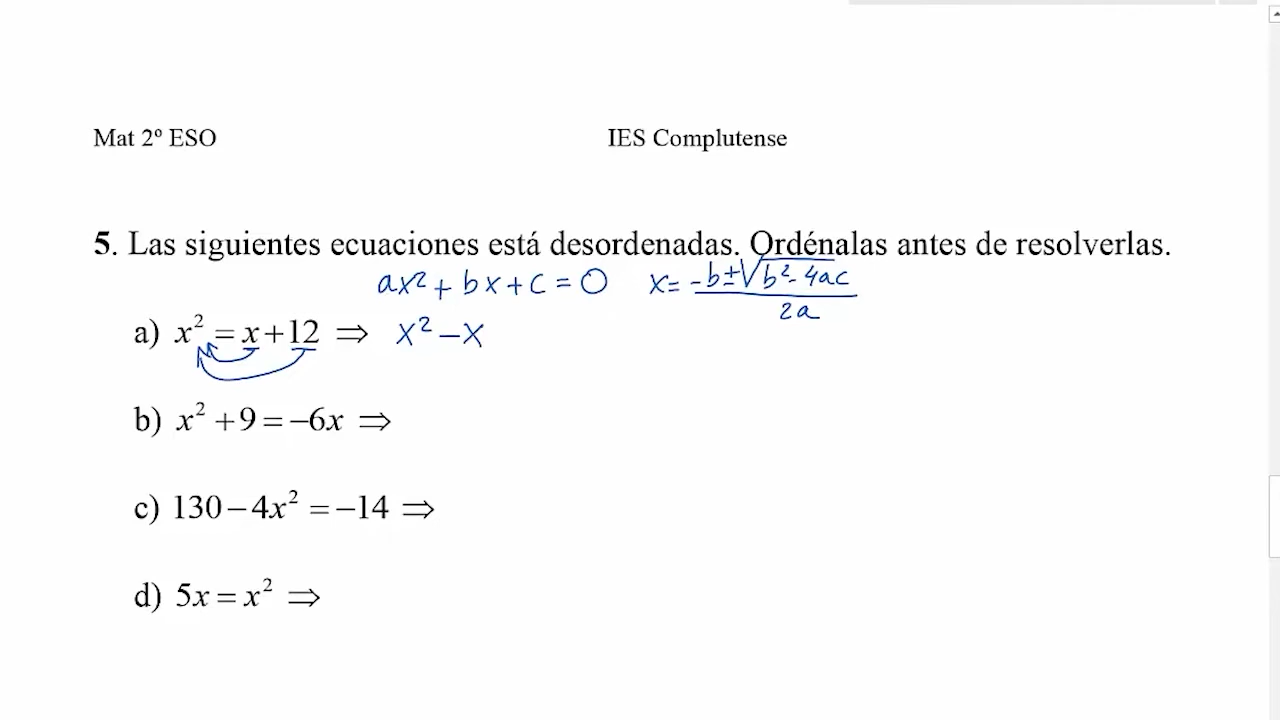 Mat 2º ESO IES Complutense
5. Las siguientes ecuaciones está desordenadas. Ordénalas antes de resolverlas.
ax² + bx + c = 0 x = (-b ± √(b² - 4ac)) / 2a
a) x² = x + 12 ⇒ x² - x
b) x² + 9 = -6x ⇒
c) 130 - 4x² = -14 ⇒
d) 5x = x² ⇒